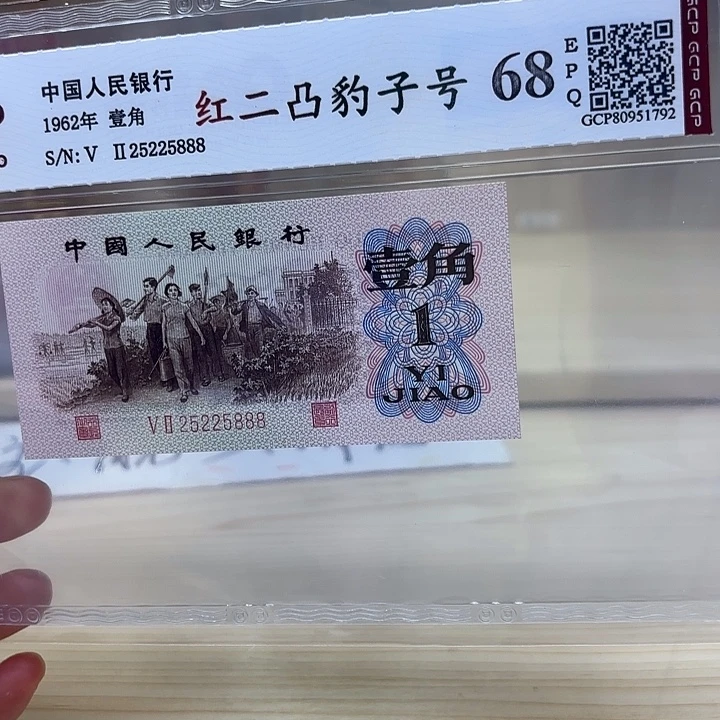 中国人民银行
1962年 壹角
S/N: V Ⅱ25225888
红二凸豹子号
68
EPQ
GCP80951792
GCP GCP GCP
中國人民銀行
壹角
1
YI
JIAO
VⅡ25225888